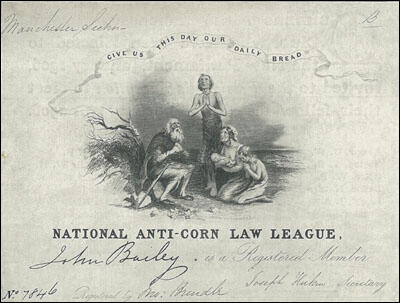 Manchester Sectn
B
GIVE US THIS DAY OUR DAILY BREAD
NATIONAL ANTI-CORN LAW LEAGUE,
John Bailey is a Registered Member
Joseph Hickin Secretary
No 7846